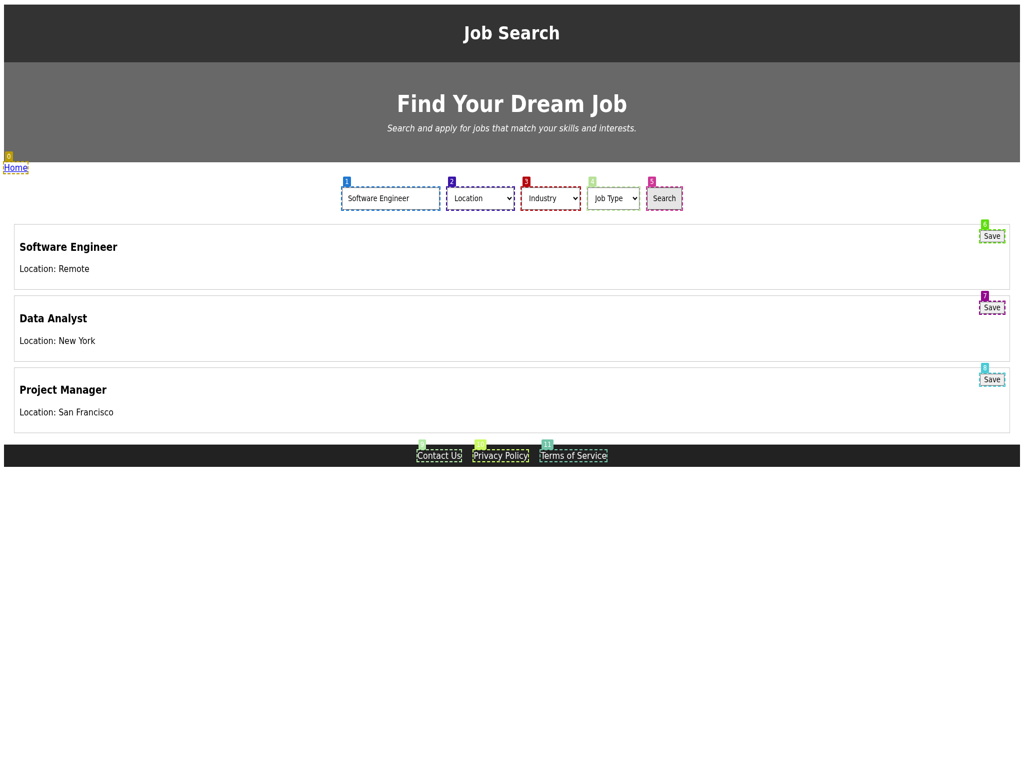 Job Search
Find Your Dream Job
Search and apply for jobs that match your skills and interests.
0
Home
1 2 3 4 5
Software Engineer Location Industry Job Type Search
6
Save
Software Engineer
Location: Remote
7
Save
Data Analyst
Location: New York
8
Save
Project Manager
Location: San Francisco
9 10 11
Contact Us Privacy Policy Terms of Service